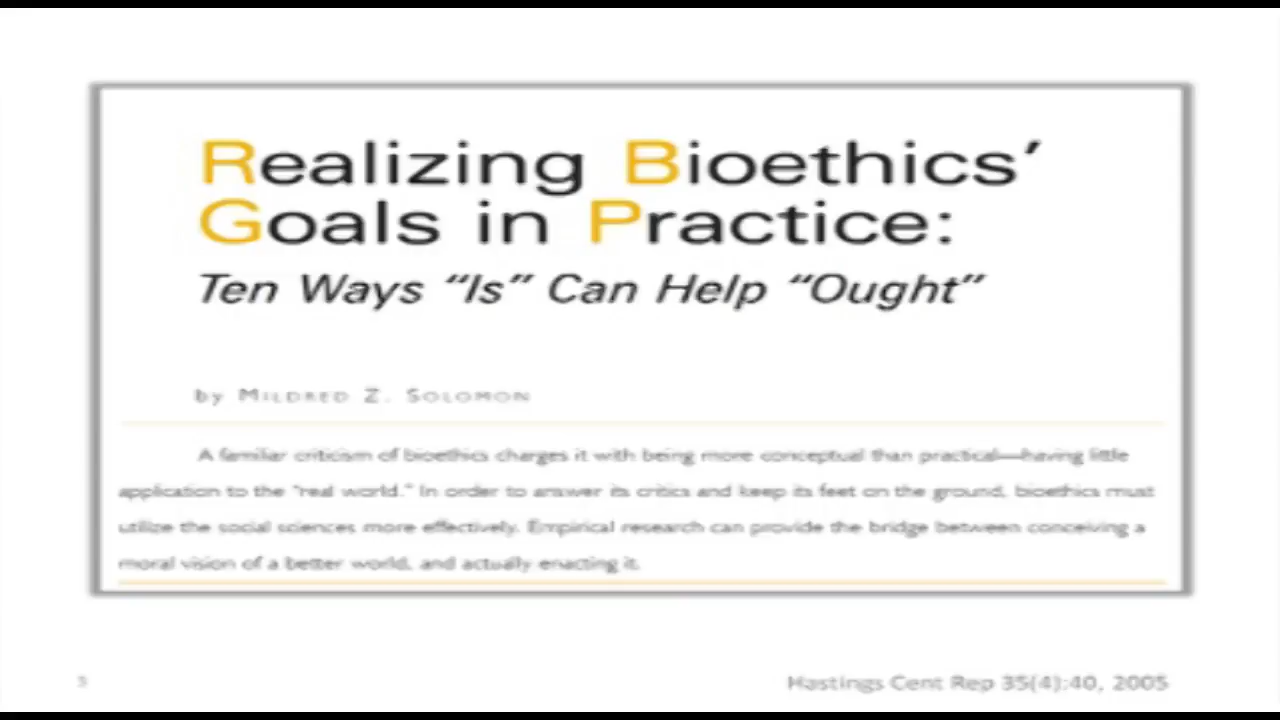 Realizing Bioethics’
Goals in Practice:
Ten Ways “Is” Can Help “Ought”
by MILDRED Z. SOLOMON
A familiar criticism of bioethics charges it with being more conceptual than practical—having little
application to the “real world.” In order to answer its critics and keep its feet on the ground, bioethics must
utilize the social sciences more effectively. Empirical research can provide the bridge between conceiving a
moral vision of a better world, and actually enacting it.
Hastings Cent Rep 35(4):40, 2005